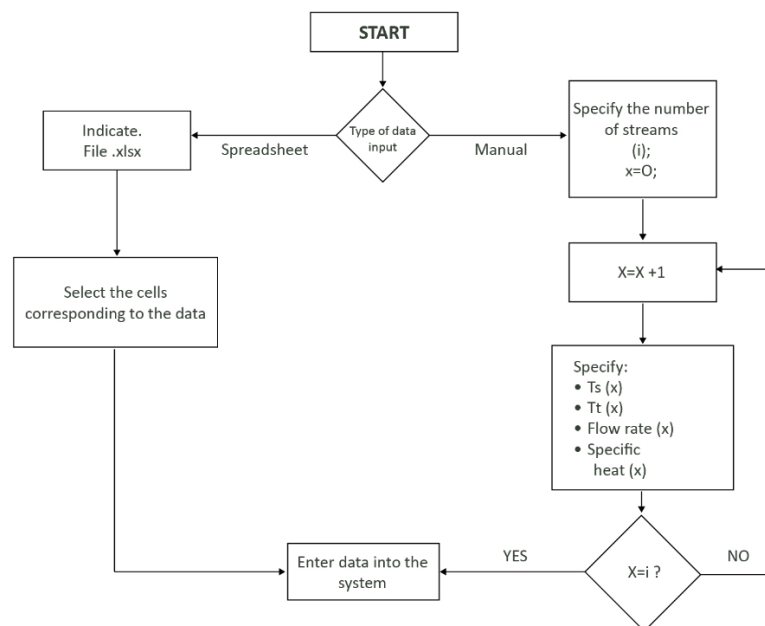 START
Type of data
input
Spreadsheet
Manual
Indicate.
File .xlsx
Specify the number
of streams
(i);
x=O;
Select the cells
corresponding to the data
X=X +1
Specify:
• Ts (x)
• Tt (x)
• Flow rate (x)
• Specific
heat (x)
Enter data into the
system
YES
X=i ?
NO